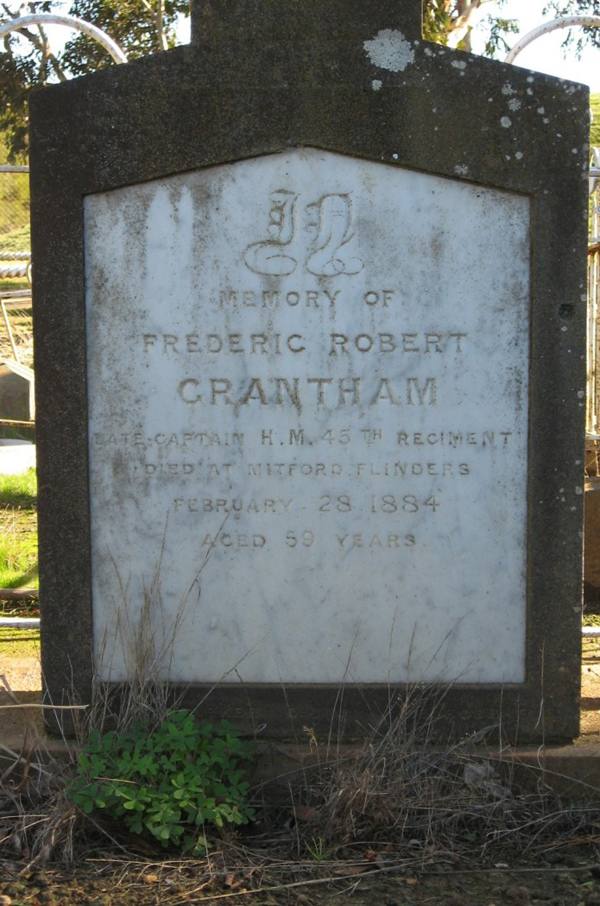 IN
MEMORY OF
FREDERIC ROBERT
GRANTHAM
LATE CAPTAIN H.M. 45TH REGIMENT
DIED AT MITFORD, FLINDERS
FEBRUARY 28 1884
AGED 59 YEARS.